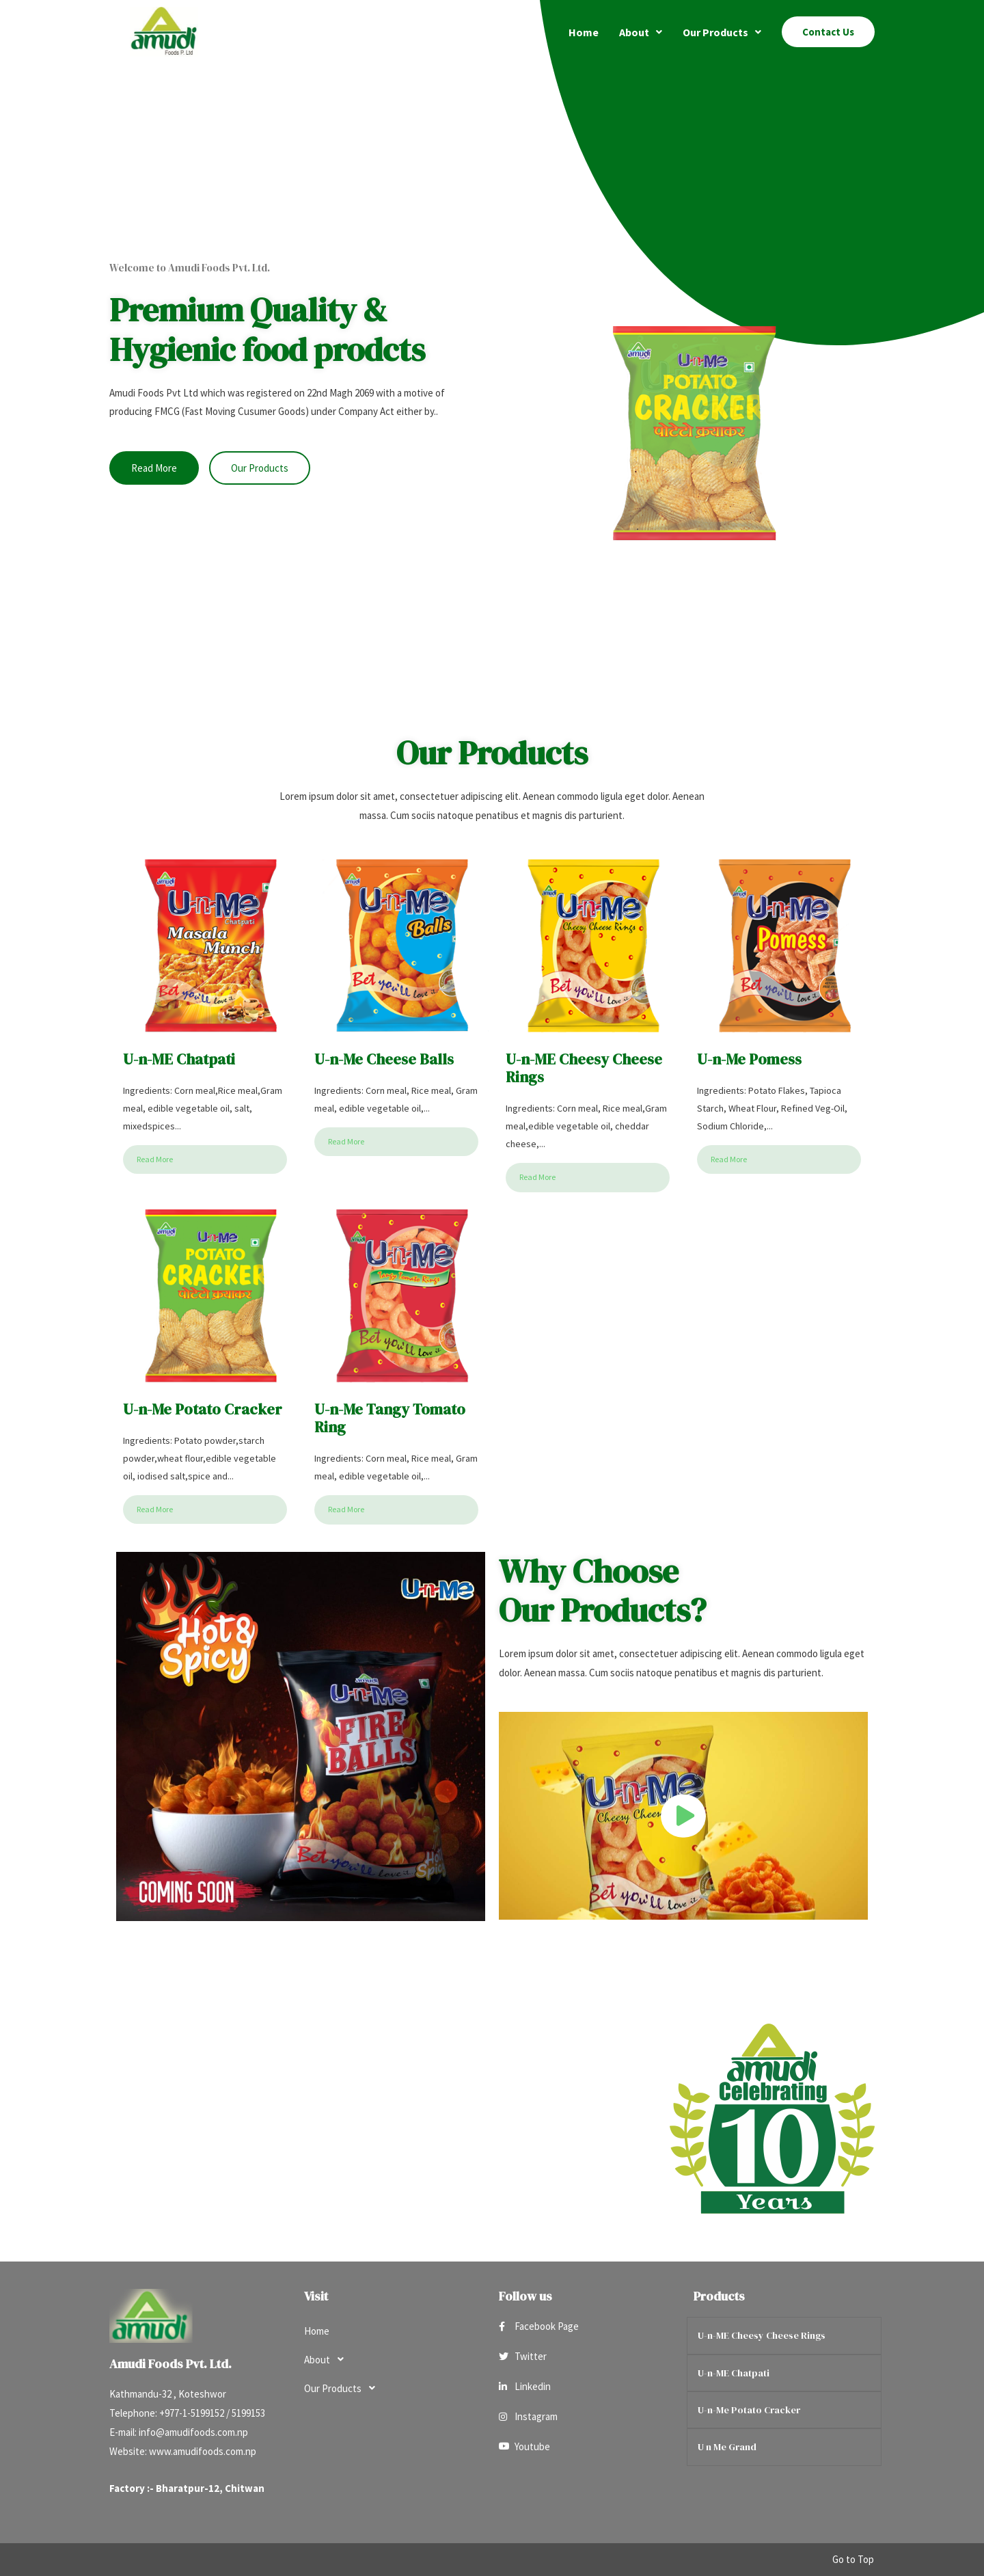 amudi
Foods P. Ltd
Home
About
Our Products
Contact Us
Welcome to Amudi Foods Pvt. Ltd.
Premium Quality &
Hygienic food prodcts
Amudi Foods Pvt Ltd which was registered on 22nd Magh 2069 with a motive of
producing FMCG (Fast Moving Cusumer Goods) under Company Act either by..
Read More
Our Products
amudi
U-n-Me
POTATO
CRACKER
पोटेटो क्र्याकर
Our Products
Lorem ipsum dolor sit amet, consectetuer adipiscing elit. Aenean commodo ligula eget dolor. Aenean
massa. Cum sociis natoque penatibus et magnis dis parturient.
amudi
U-n-Me
Chatpati
Masala
Munch
Bet you'll love it
amudi
U-n-Me
Balls
Bet you'll love it
amudi
U-n-Me
Cheesy Cheese Rings
Bet you'll love it
amudi
U-n-Me
Pomess
Bet you'll love it
U-n-ME Chatpati
Ingredients: Corn meal,Rice meal,Gram
meal, edible vegetable oil, salt,
mixedspices...
Read More
U-n-Me Cheese Balls
Ingredients: Corn meal, Rice meal, Gram
meal, edible vegetable oil,...
Read More
U-n-ME Cheesy Cheese
Rings
Ingredients: Corn meal, Rice meal,Gram
meal,edible vegetable oil, cheddar
cheese,...
Read More
U-n-Me Pomess
Ingredients: Potato Flakes, Tapioca
Starch, Wheat Flour, Refined Veg-Oil,
Sodium Chloride,...
Read More
amudi
U-n-Me
POTATO
CRACKER
पोटेटो क्र्याकर
amudi
U-n-Me
Tangy Tomato Rings
Bet you'll love it
U-n-Me Potato Cracker
Ingredients: Potato powder,starch
powder,wheat flour,edible vegetable
oil, iodised salt,spice and...
Read More
U-n-Me Tangy Tomato
Ring
Ingredients: Corn meal, Rice meal, Gram
meal, edible vegetable oil,...
Read More
Hot&
Spicy
U-n-Me
amudi
U-n-Me
FIRE
BALLS
Bet you'll love it
Hot &
Spicy
COMING SOON
Why Choose
Our Products?
Lorem ipsum dolor sit amet, consectetuer adipiscing elit. Aenean commodo ligula eget
dolor. Aenean massa. Cum sociis natoque penatibus et magnis dis parturient.
U-n-Me
Cheesy Chees
Bet you'll love it
amudi
Celebrating
10
Years
amudi
Amudi Foods Pvt. Ltd.
Kathmandu-32 , Koteshwor
Telephone: +977-1-5199152 / 5199153
E-mail: info@amudifoods.com.np
Website: www.amudifoods.com.np
Factory :- Bharatpur-12, Chitwan
Visit
Home
About
Our Products
Follow us
Facebook Page
Twitter
Linkedin
Instagram
Youtube
Products
U-n-ME Cheesy Cheese Rings
U-n-ME Chatpati
U-n-Me Potato Cracker
U n Me Grand
Go to Top